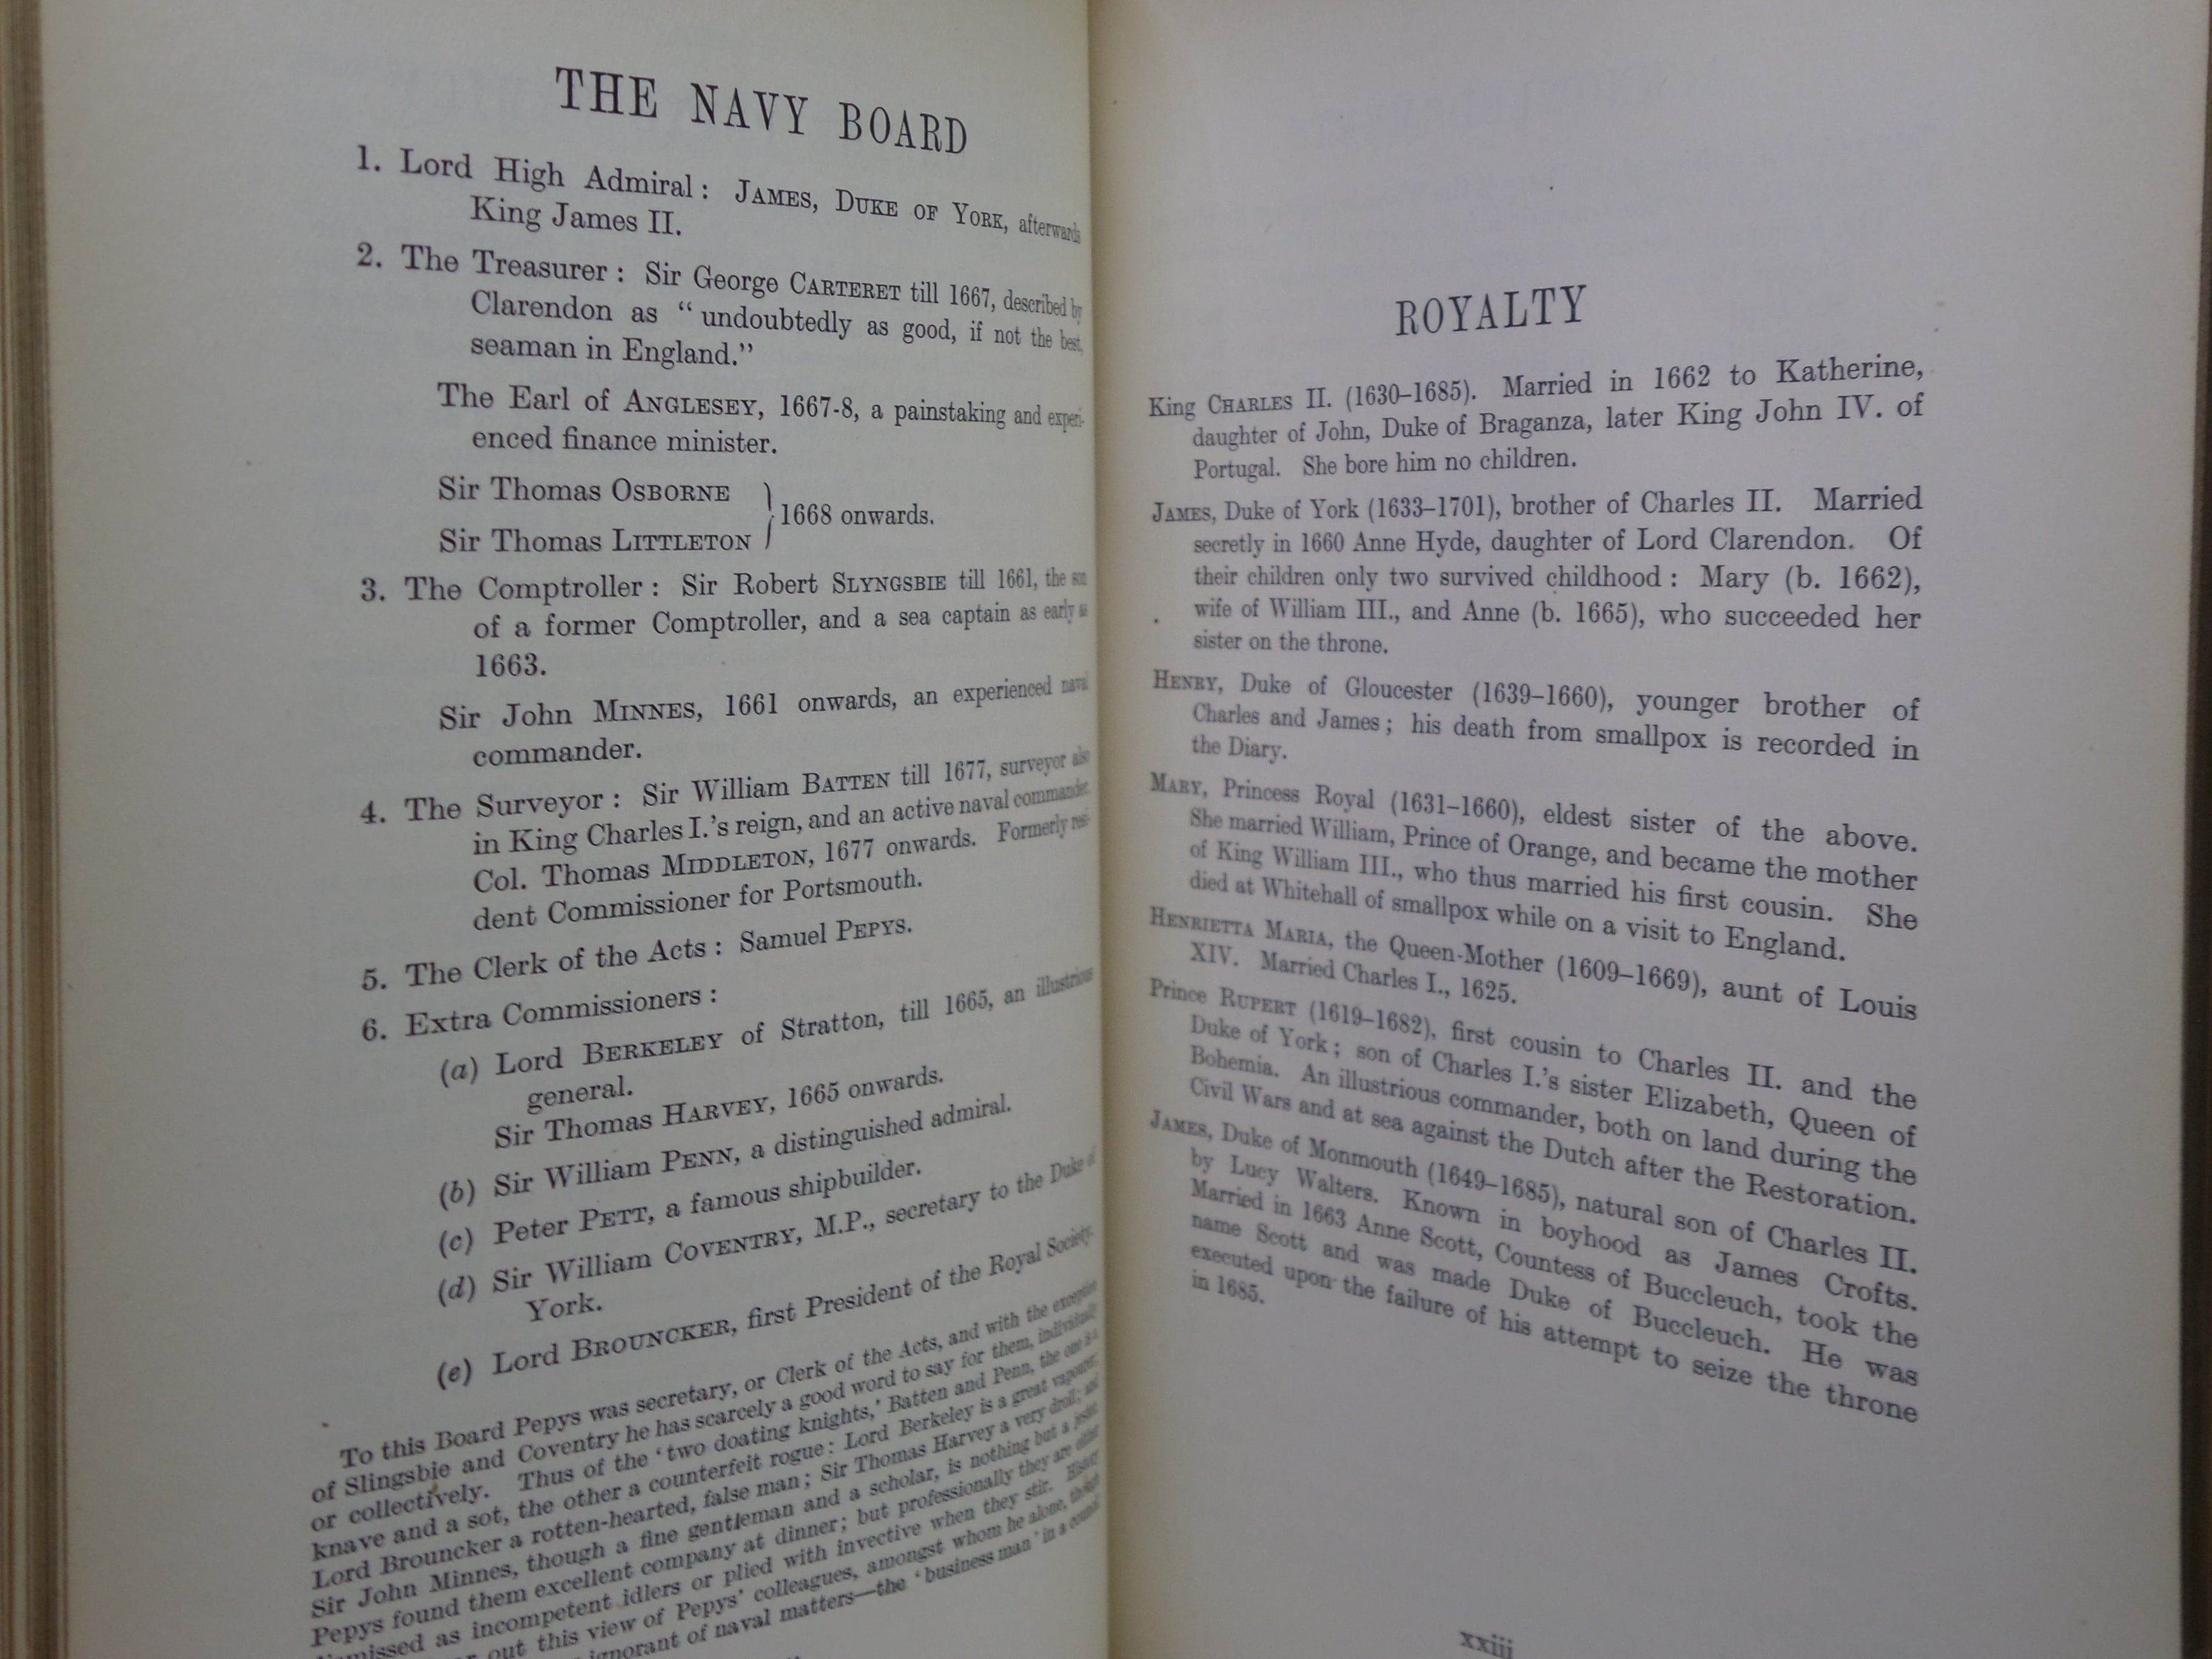 THE NAVY BOARD
1. Lord High Admiral : JAMES, DUKE OF YORK, afterwards
King James II.
2. The Treasurer : Sir George CARTERET till 1667, described by
Clarendon as “ undoubtedly as good, if not the best,
seaman in England.”
The Earl of ANGLESEY, 1667-8, a painstaking and experi-
enced finance minister.
Sir Thomas OSBORNE
Sir Thomas LITTLETON
1668 onwards.
3. The Comptroller : Sir Robert SLYNGSBIE till 1661, the son
of a former Comptroller, and a sea captain as early as
1663.
Sir John MINNES, 1661 onwards, an experienced naval
commander.
4. The Surveyor : Sir William BATTEN till 1677, surveyor also
in King Charles I.’s reign, and an active naval commander.
Col. Thomas MIDDLETON, 1677 onwards. Formerly resi-
dent Commissioner for Portsmouth.
5. The Clerk of the Acts : Samuel PEPYS.
6. Extra Commissioners :
(a) Lord BERKELEY of Stratton, till 1665, an illustrious
general.
Sir Thomas HARVEY, 1665 onwards.
(b) Sir William PENN, a distinguished admiral.
(c) Peter PETT, a famous shipbuilder.
(d) Sir William COVENTRY, M.P., secretary to the Duke of
York.
(e) Lord BROUNCKER, first President of the Royal Society.
To this Board Pepys was secretary, or Clerk of the Acts, and with the exception
of Slingsbie and Coventry he has scarcely a good word to say for them, individually
or collectively. Thus of the ‘ two doating knights,’ Batten and Penn, the one is a
knave and a sot, the other a counterfeit rogue : Lord Berkeley is a great vapourer;
Lord Brouncker a rotten-hearted, false man ; Sir Thomas Harvey a very droll; and
Sir John Minnes, though a fine gentleman and a scholar, is nothing but a jester.
Pepys found them excellent company at dinner ; but professionally they are either
missed as incompetent idlers or plied with invective when they stir. History
out this view of Pepys’ colleagues, amongst whom he alone, though
ignorant of naval matters—the ‘ business man ’ in a council
ROYALTY
King CHARLES II. (1630–1685). Married in 1662 to Katherine,
daughter of John, Duke of Braganza, later King John IV. of
Portugal. She bore him no children.
JAMES, Duke of York (1633–1701), brother of Charles II. Married
secretly in 1660 Anne Hyde, daughter of Lord Clarendon. Of
their children only two survived childhood : Mary (b. 1662),
wife of William III., and Anne (b. 1665), who succeeded her
sister on the throne.
HENRY, Duke of Gloucester (1639–1660), younger brother of
Charles and James ; his death from smallpox is recorded in
the Diary.
MARY, Princess Royal (1631–1660), eldest sister of the above.
She married William, Prince of Orange, and became the mother
of King William III., who thus married his first cousin. She
died at Whitehall of smallpox while on a visit to England.
HENRIETTA MARIA, the Queen-Mother (1609–1669), aunt of Louis
XIV. Married Charles I., 1625.
Prince RUPERT (1619–1682), first cousin to Charles II. and the
Duke of York ; son of Charles I.’s sister Elizabeth, Queen of
Bohemia. An illustrious commander, both on land during the
Civil Wars and at sea against the Dutch after the Restoration.
JAMES, Duke of Monmouth (1649–1685), natural son of Charles II.
by Lucy Walters. Known in boyhood as James Crofts.
Married in 1663 Anne Scott, Countess of Buccleuch, took the
name Scott and was made Duke of Buccleuch. He was
executed upon the failure of his attempt to seize the throne
in 1685.
xxiii